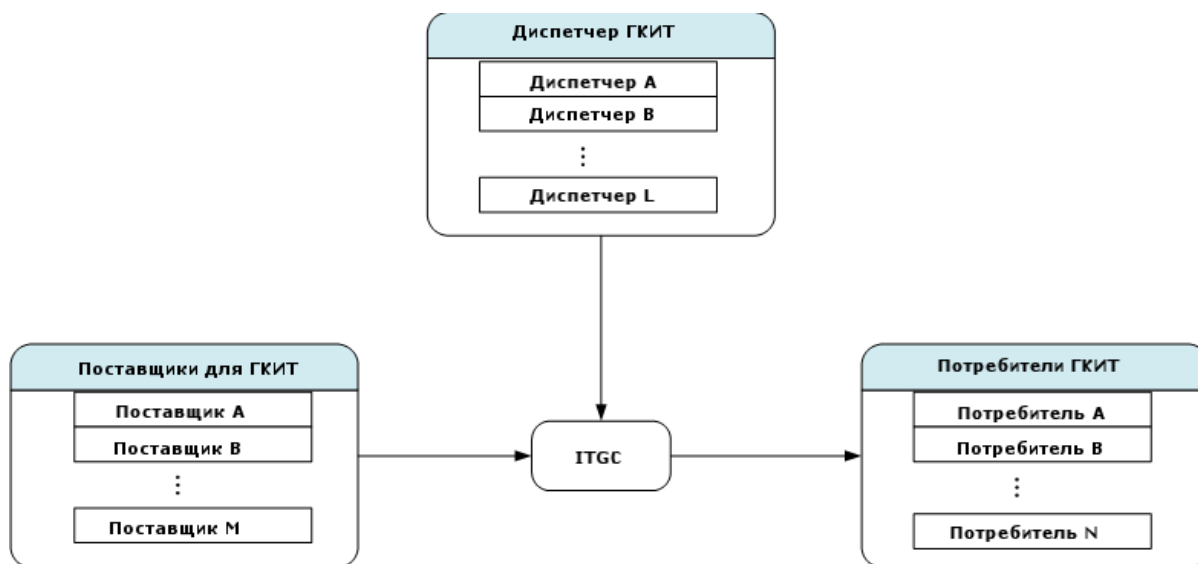 Диспетчер ГКИТ
Диспетчер A
Диспетчер B
⋮
Диспетчер L
Поставщики для ГКИТ
Поставщик A
Поставщик B
⋮
Поставщик M
ITGC
Потребители ГКИТ
Потребитель A
Потребитель B
⋮
Потребитель N